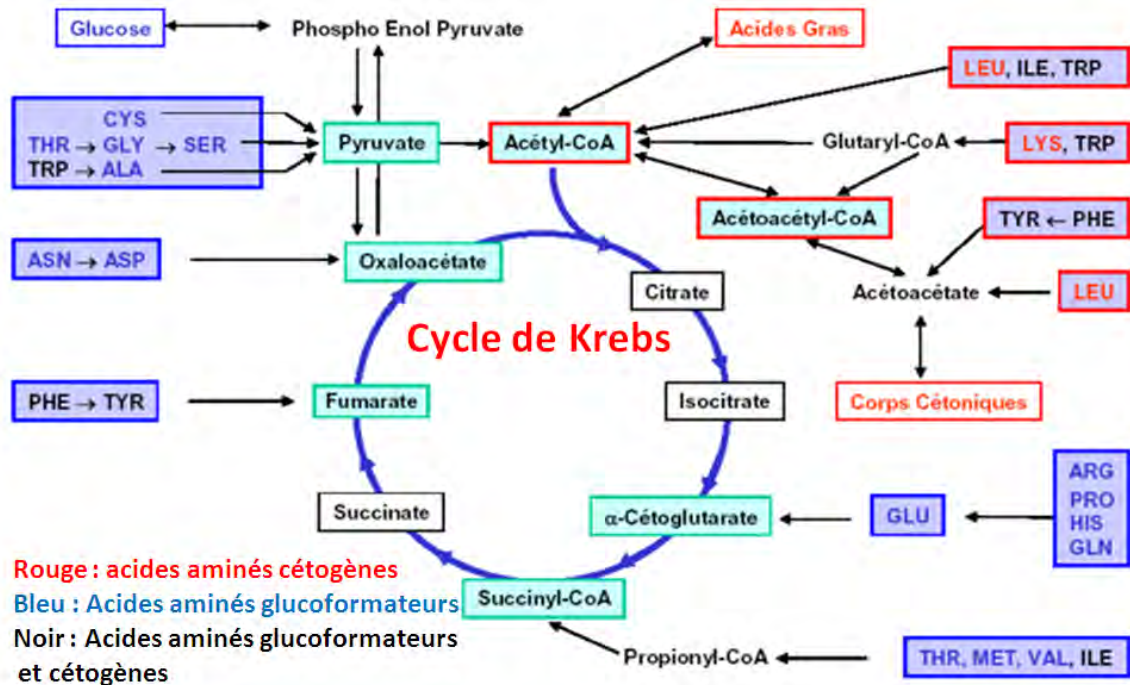 Glucose
Phospho Enol Pyruvate
Acides Gras
LEU, ILE, TRP
CYS
THR → GLY → SER
TRP → ALA
Pyruvate
Acétyl-CoA
Glutaryl-CoA
LYS, TRP
Acétoacétyl-CoA
TYR ← PHE
ASN → ASP
Oxaloacétate
Citrate
Acétoacétate
LEU
Cycle de Krebs
PHE → TYR
Fumarate
Isocitrate
Corps Cétoniques
Succinate
α-Cétoglutarate
GLU
ARG
PRO
HIS
GLN
Rouge : acides aminés cétogènes
Bleu : Acides aminés glucoformateurs
Noir : Acides aminés glucoformateurs
et cétogènes
Succinyl-CoA
Propionyl-CoA
THR, MET, VAL, ILE